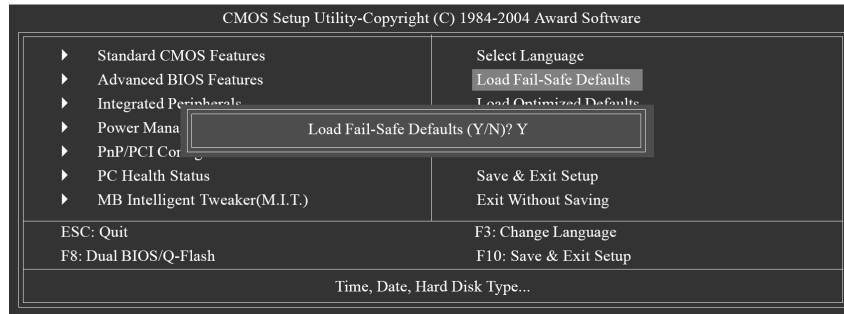 CMOS Setup Utility-Copyright (C) 1984-2004 Award Software
Standard CMOS Features
Advanced BIOS Features
Integrated Peripherals
Power Mana
PnP/PCI
PC Health Status
MB Intelligent Tweaker(M.I.T.)
Select Language
Load Fail-Safe Defaults
Load Optimized Defaults
Save & Exit Setup
Exit Without Saving
Load Fail-Safe Defaults (Y/N)? Y
ESC: Quit
F3: Change Language
F8: Dual BIOS/Q-Flash
F10: Save & Exit Setup
Time, Date, Hard Disk Type...